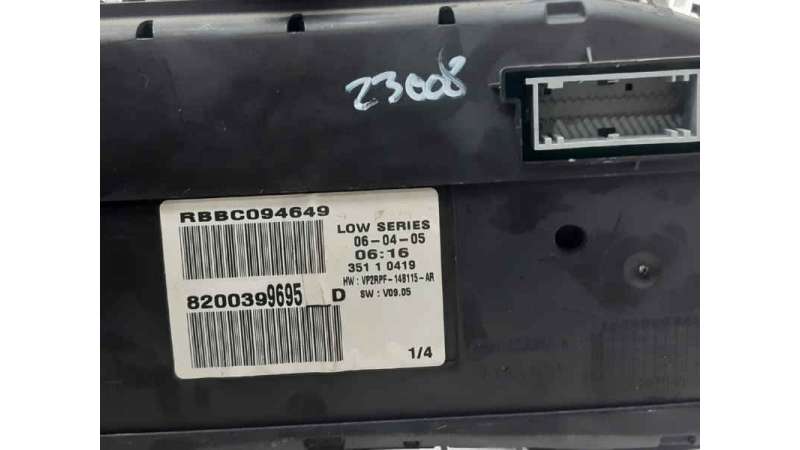 23008
RBBC094649
LOW SERIES
06-04-05
06:16
351 1 0419
HW : VP2RPF-14B115-AR
SW : V09.05
8200399695__D
1/4